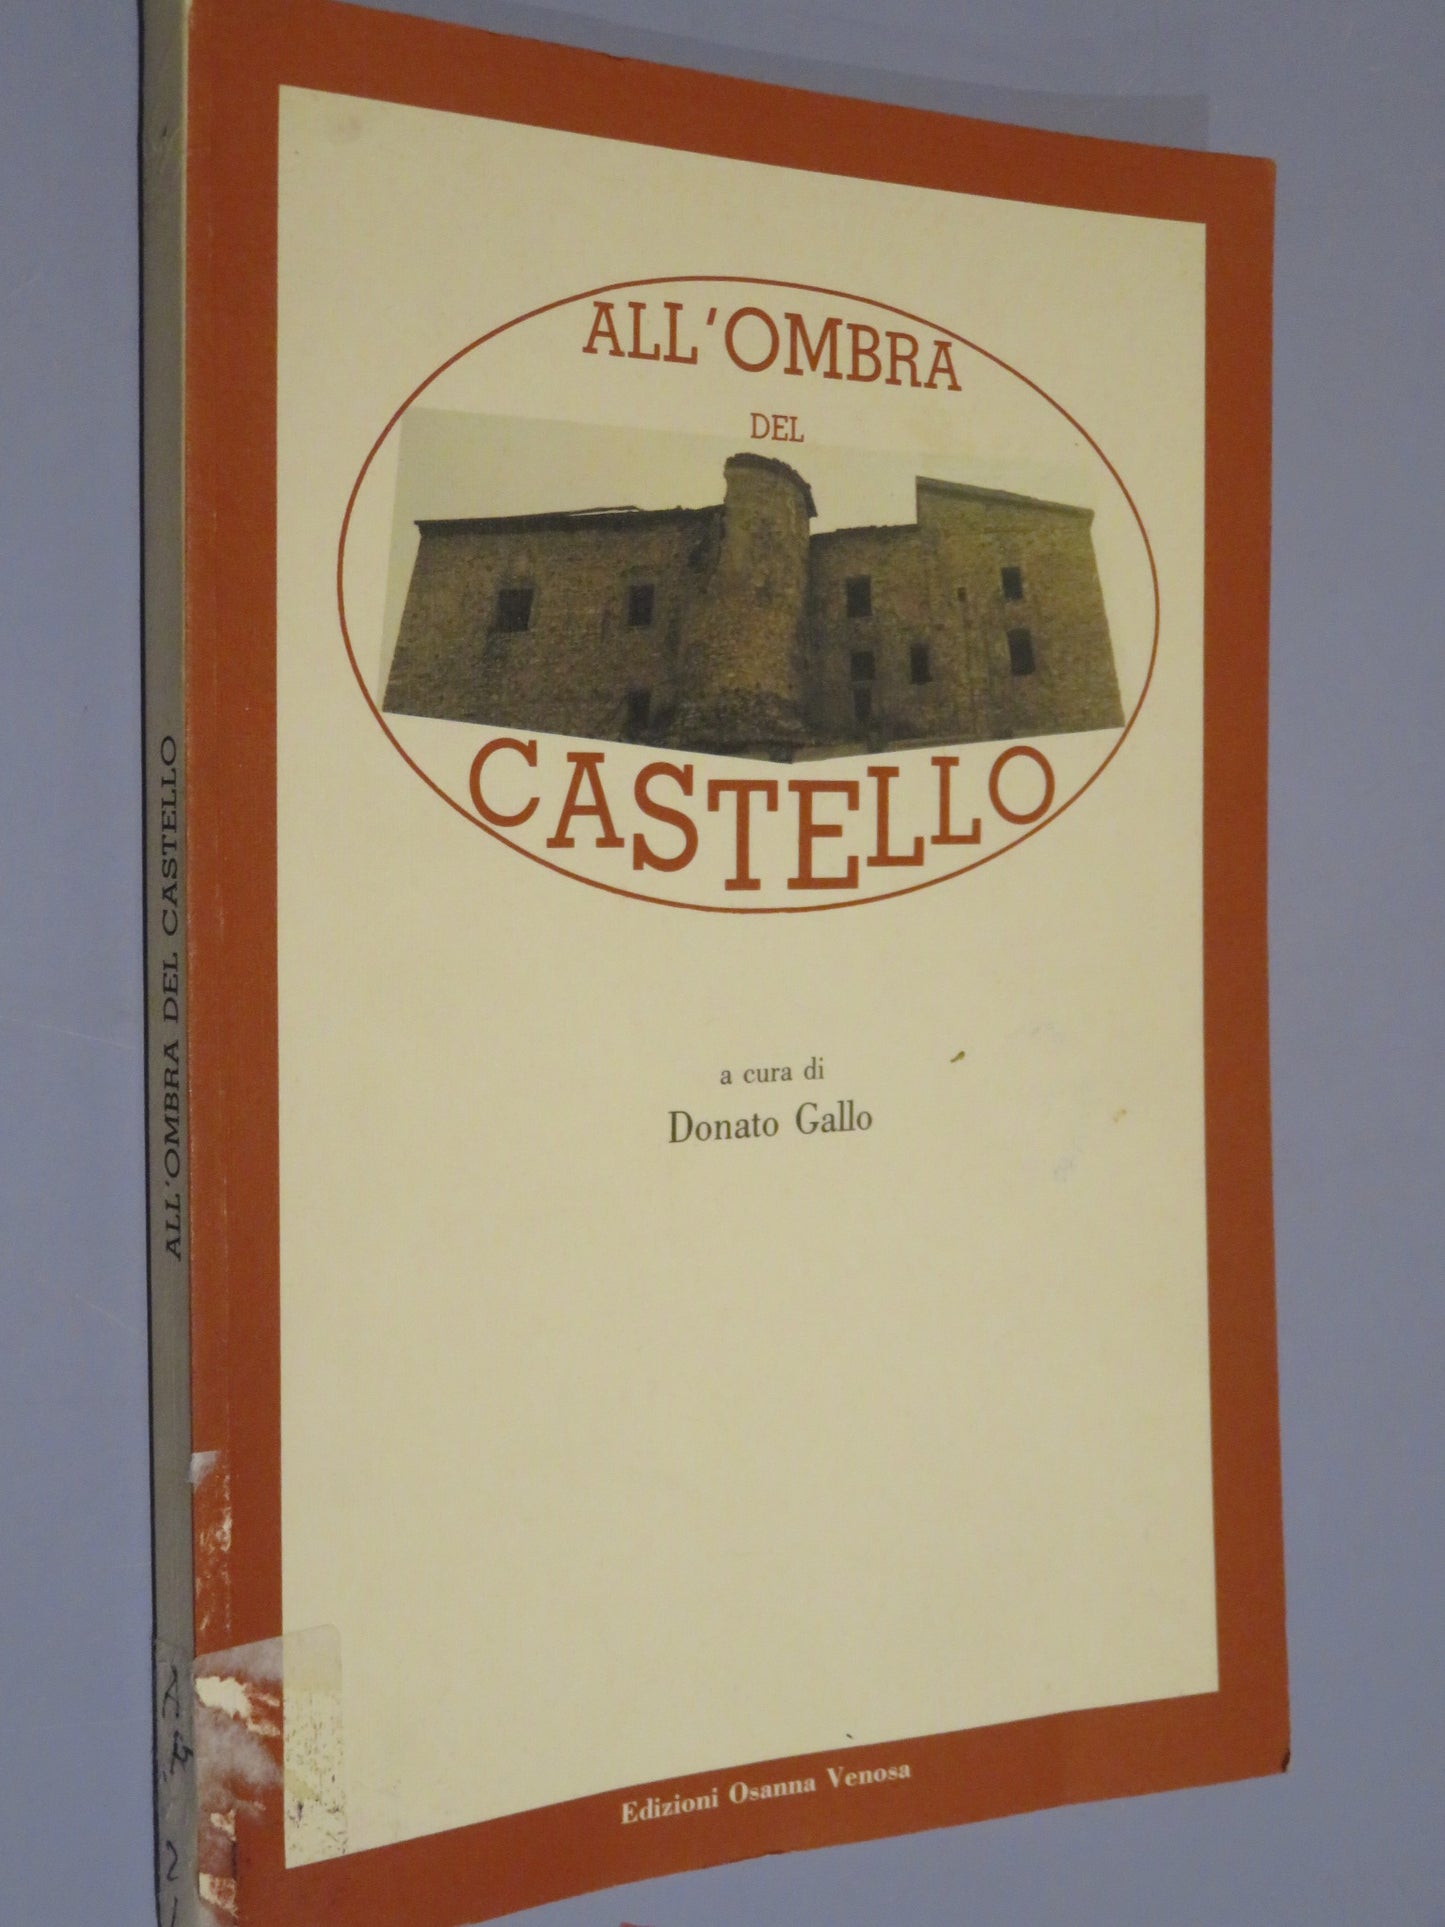 ALL'OMBRA
DEL
CASTELLO
a cura di
Donato Gallo
Edizioni Osanna Venosa
ALL'OMBRA DEL CASTELLO